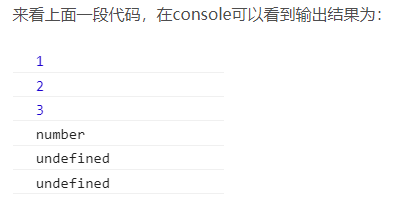 来看上面一段代码，在console可以看到输出结果为：
1
2
3
number
undefined
undefined